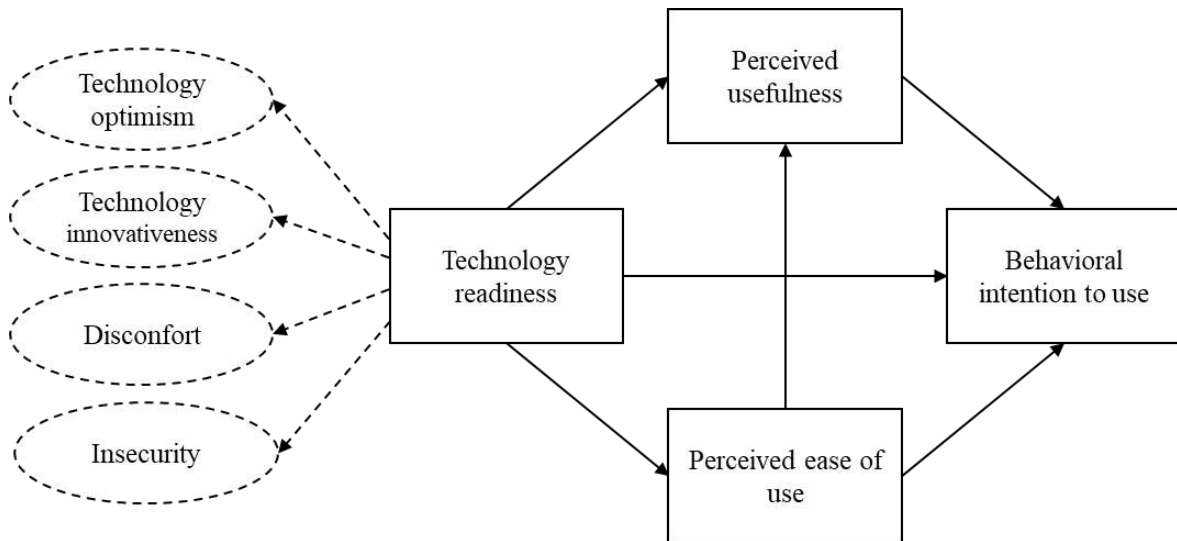 Technology
optimism
Technology
innovativeness
Disconfort
Insecurity
Technology
readiness
Perceived
usefulness
Perceived ease of
use
Behavioral
intention to use